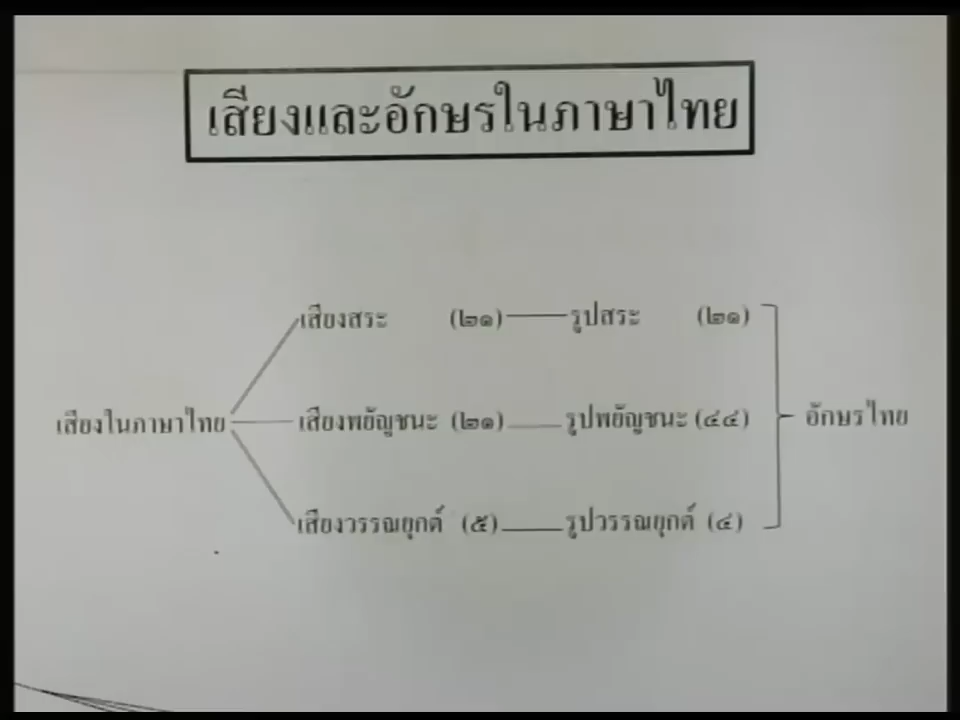 เสียงและอักษรในภาษาไทย
เสียงสระ (๒๑) รูปสระ (๒๑)
เสียงในภาษาไทย เสียงพยัญชนะ (๒๑) รูปพยัญชนะ (๔๔) อักษรไทย
เสียงวรรณยุกต์ (๕) รูปวรรณยุกต์ (๔)